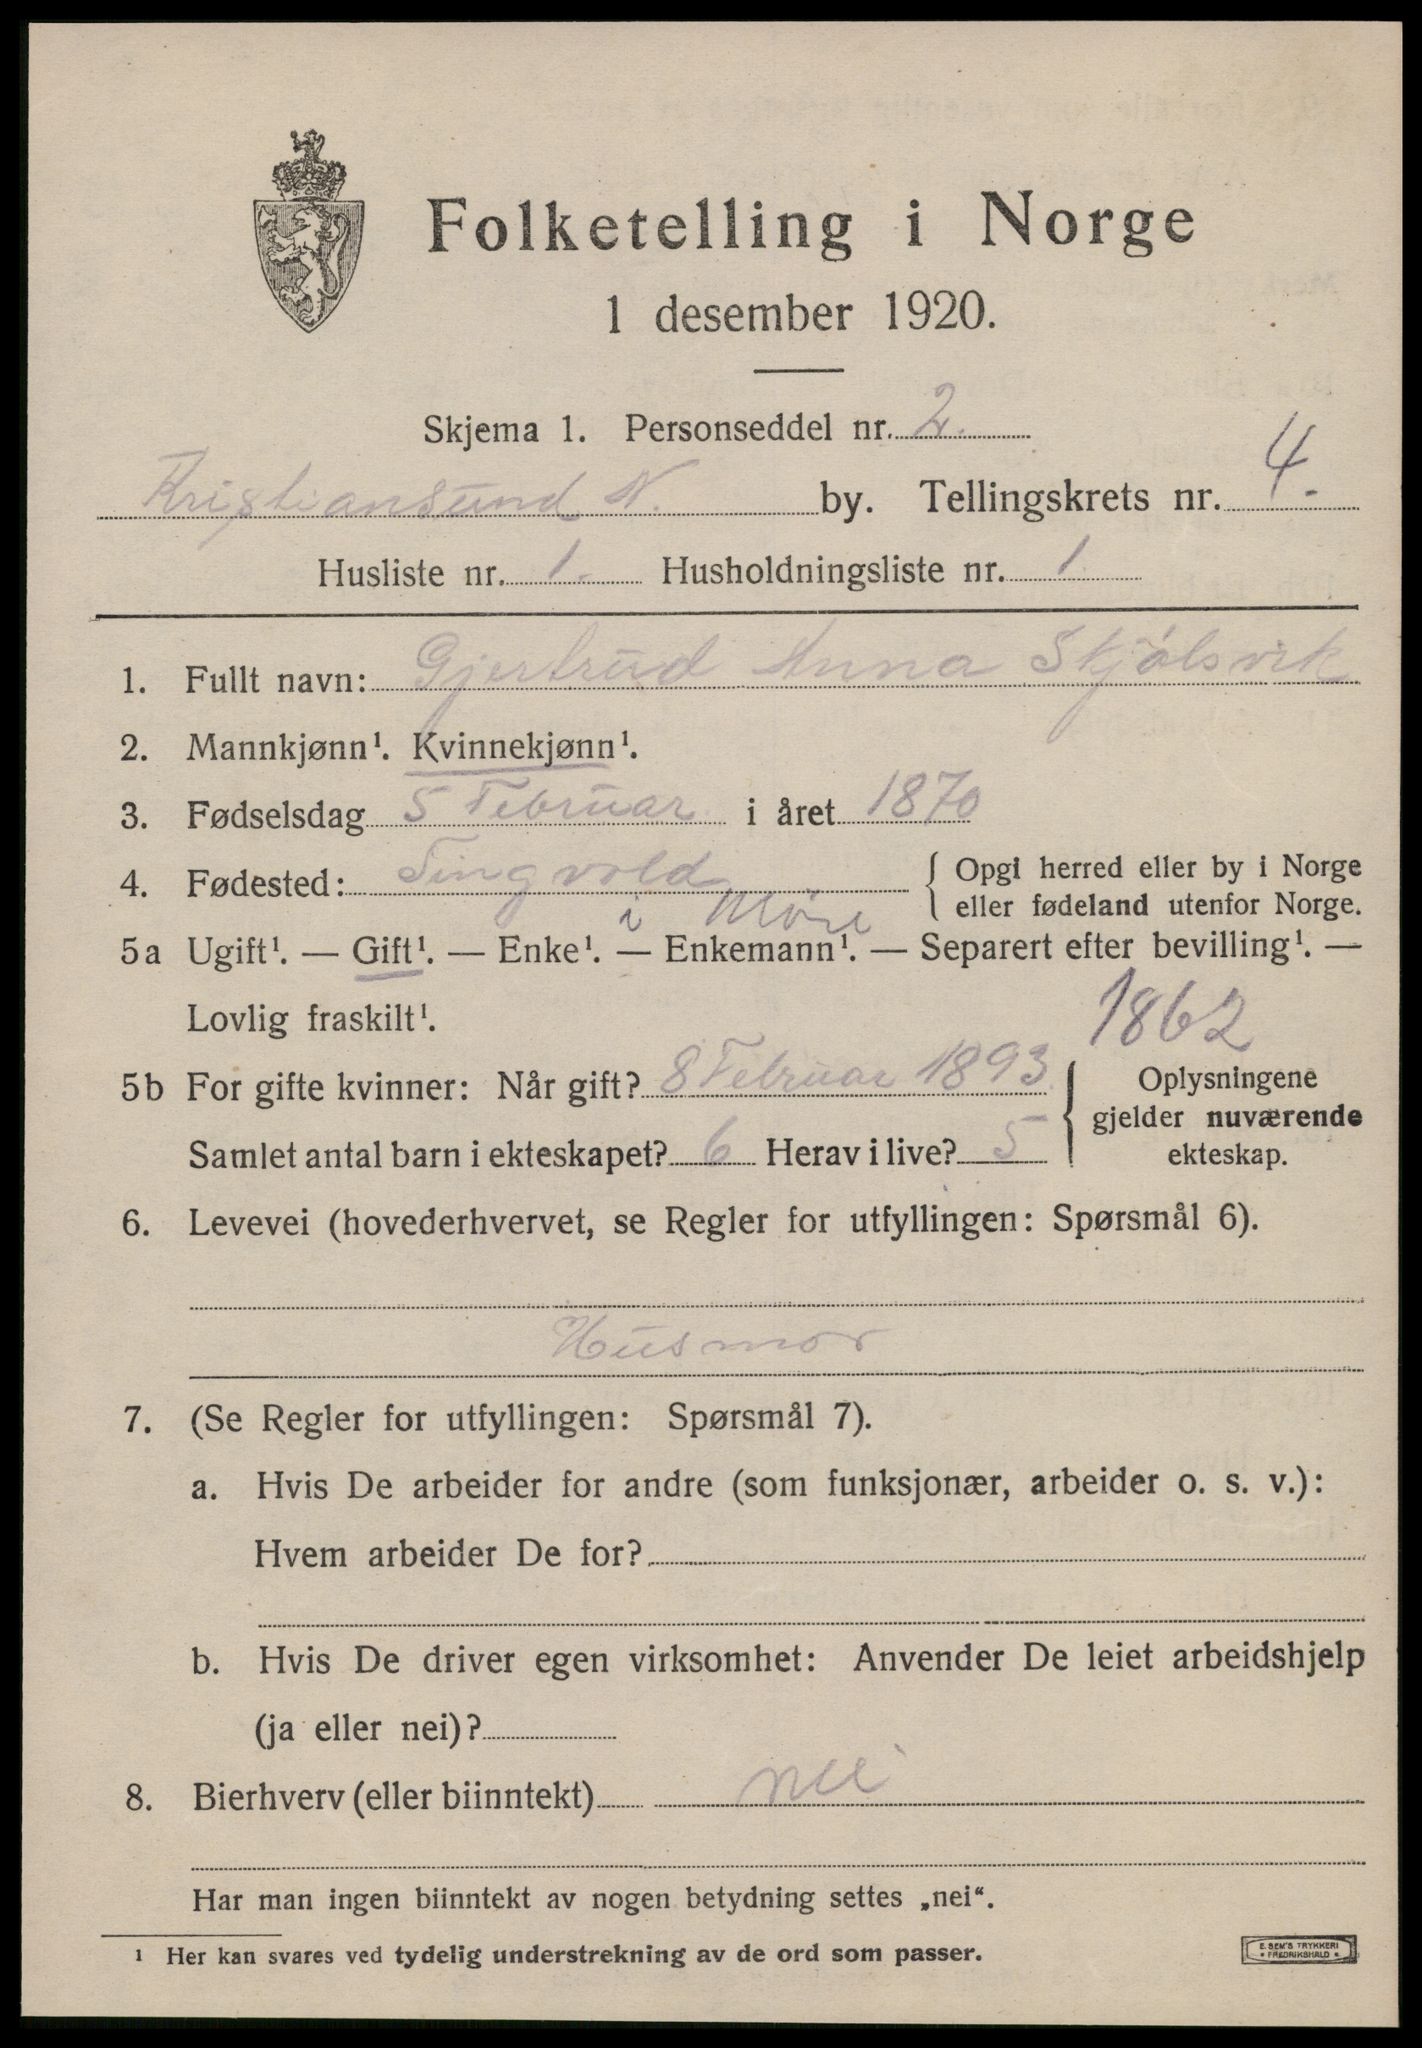 Folketelling i Norge
1 desember 1920.
Skjema 1. Personseddel nr. 2.
Kristiansund N. by. Tellingskrets nr. 4.
Husliste nr. 1. Husholdningsliste nr. 1
1. Fullt navn: Gjertrud Anna Skjölsvik
2. Mannkjønn¹. Kvinnekjønn¹.
3. Fødselsdag 5 Februar i året 1870
4. Fødested: Tingvold { Opgi herred eller by i Norge
eller fødeland utenfor Norge.
i Møre
5a Ugift¹. — Gift¹. — Enke¹. — Enkemann¹. — Separert efter bevilling¹. —
Lovlig fraskilt¹.
1862
5b For gifte kvinner: Når gift? 8 Februar 1893 { Oplysningene
gjelder nuværende
Samlet antal barn i ekteskapet? 6 Herav i live? 5 ekteskap.
6. Levevei (hovederhvervet, se Regler for utfyllingen: Spørsmål 6).
Husmor
7. (Se Regler for utfyllingen: Spørsmål 7).
a. Hvis De arbeider for andre (som funksjonær, arbeider o. s. v.):
Hvem arbeider De for?
b. Hvis De driver egen virksomhet: Anvender De leiet arbeidshjelp
(ja eller nei)?
8. Bierhverv (eller biinntekt) nei
Har man ingen biinntekt av nogen betydning settes „nei“.
¹ Her kan svares ved tydelig understrekning av de ord som passer.
E. SEM'S TRYKKERI
• FREDRIKSHALD •